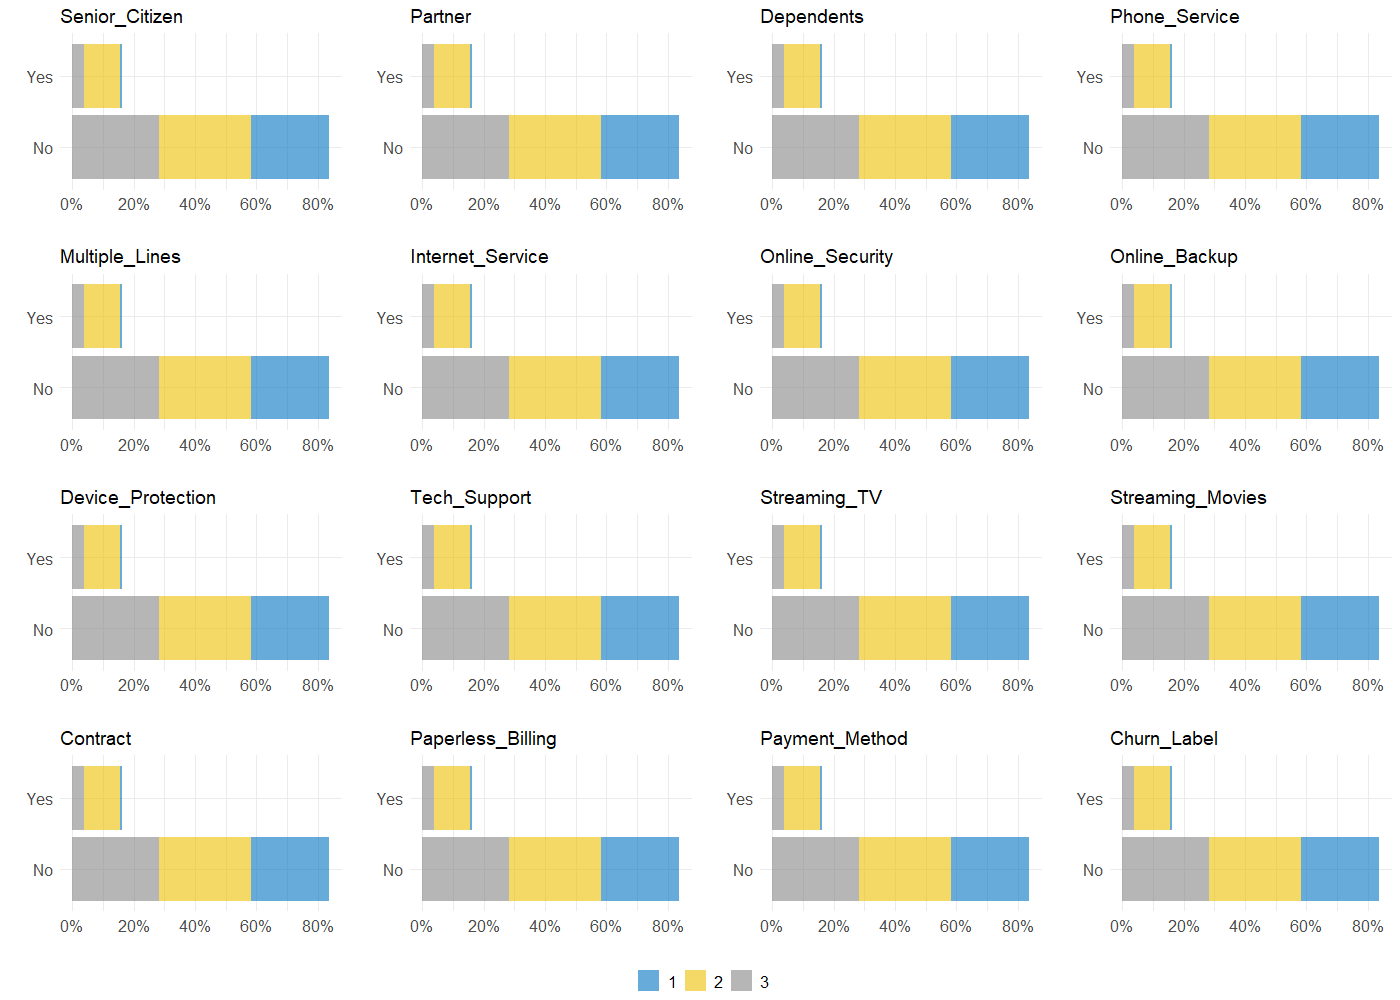 Senior_Citizen Partner Dependents Phone_Service
Yes Yes Yes Yes
No No No No
0% 20% 40% 60% 80% 0% 20% 40% 60% 80% 0% 20% 40% 60% 80% 0% 20% 40% 60% 80%
Multiple_Lines Internet_Service Online_Security Online_Backup
Yes Yes Yes Yes
No No No No
0% 20% 40% 60% 80% 0% 20% 40% 60% 80% 0% 20% 40% 60% 80% 0% 20% 40% 60% 80%
Device_Protection Tech_Support Streaming_TV Streaming_Movies
Yes Yes Yes Yes
No No No No
0% 20% 40% 60% 80% 0% 20% 40% 60% 80% 0% 20% 40% 60% 80% 0% 20% 40% 60% 80%
Contract Paperless_Billing Payment_Method Churn_Label
Yes Yes Yes Yes
No No No No
0% 20% 40% 60% 80% 0% 20% 40% 60% 80% 0% 20% 40% 60% 80% 0% 20% 40% 60% 80%
1 2 3